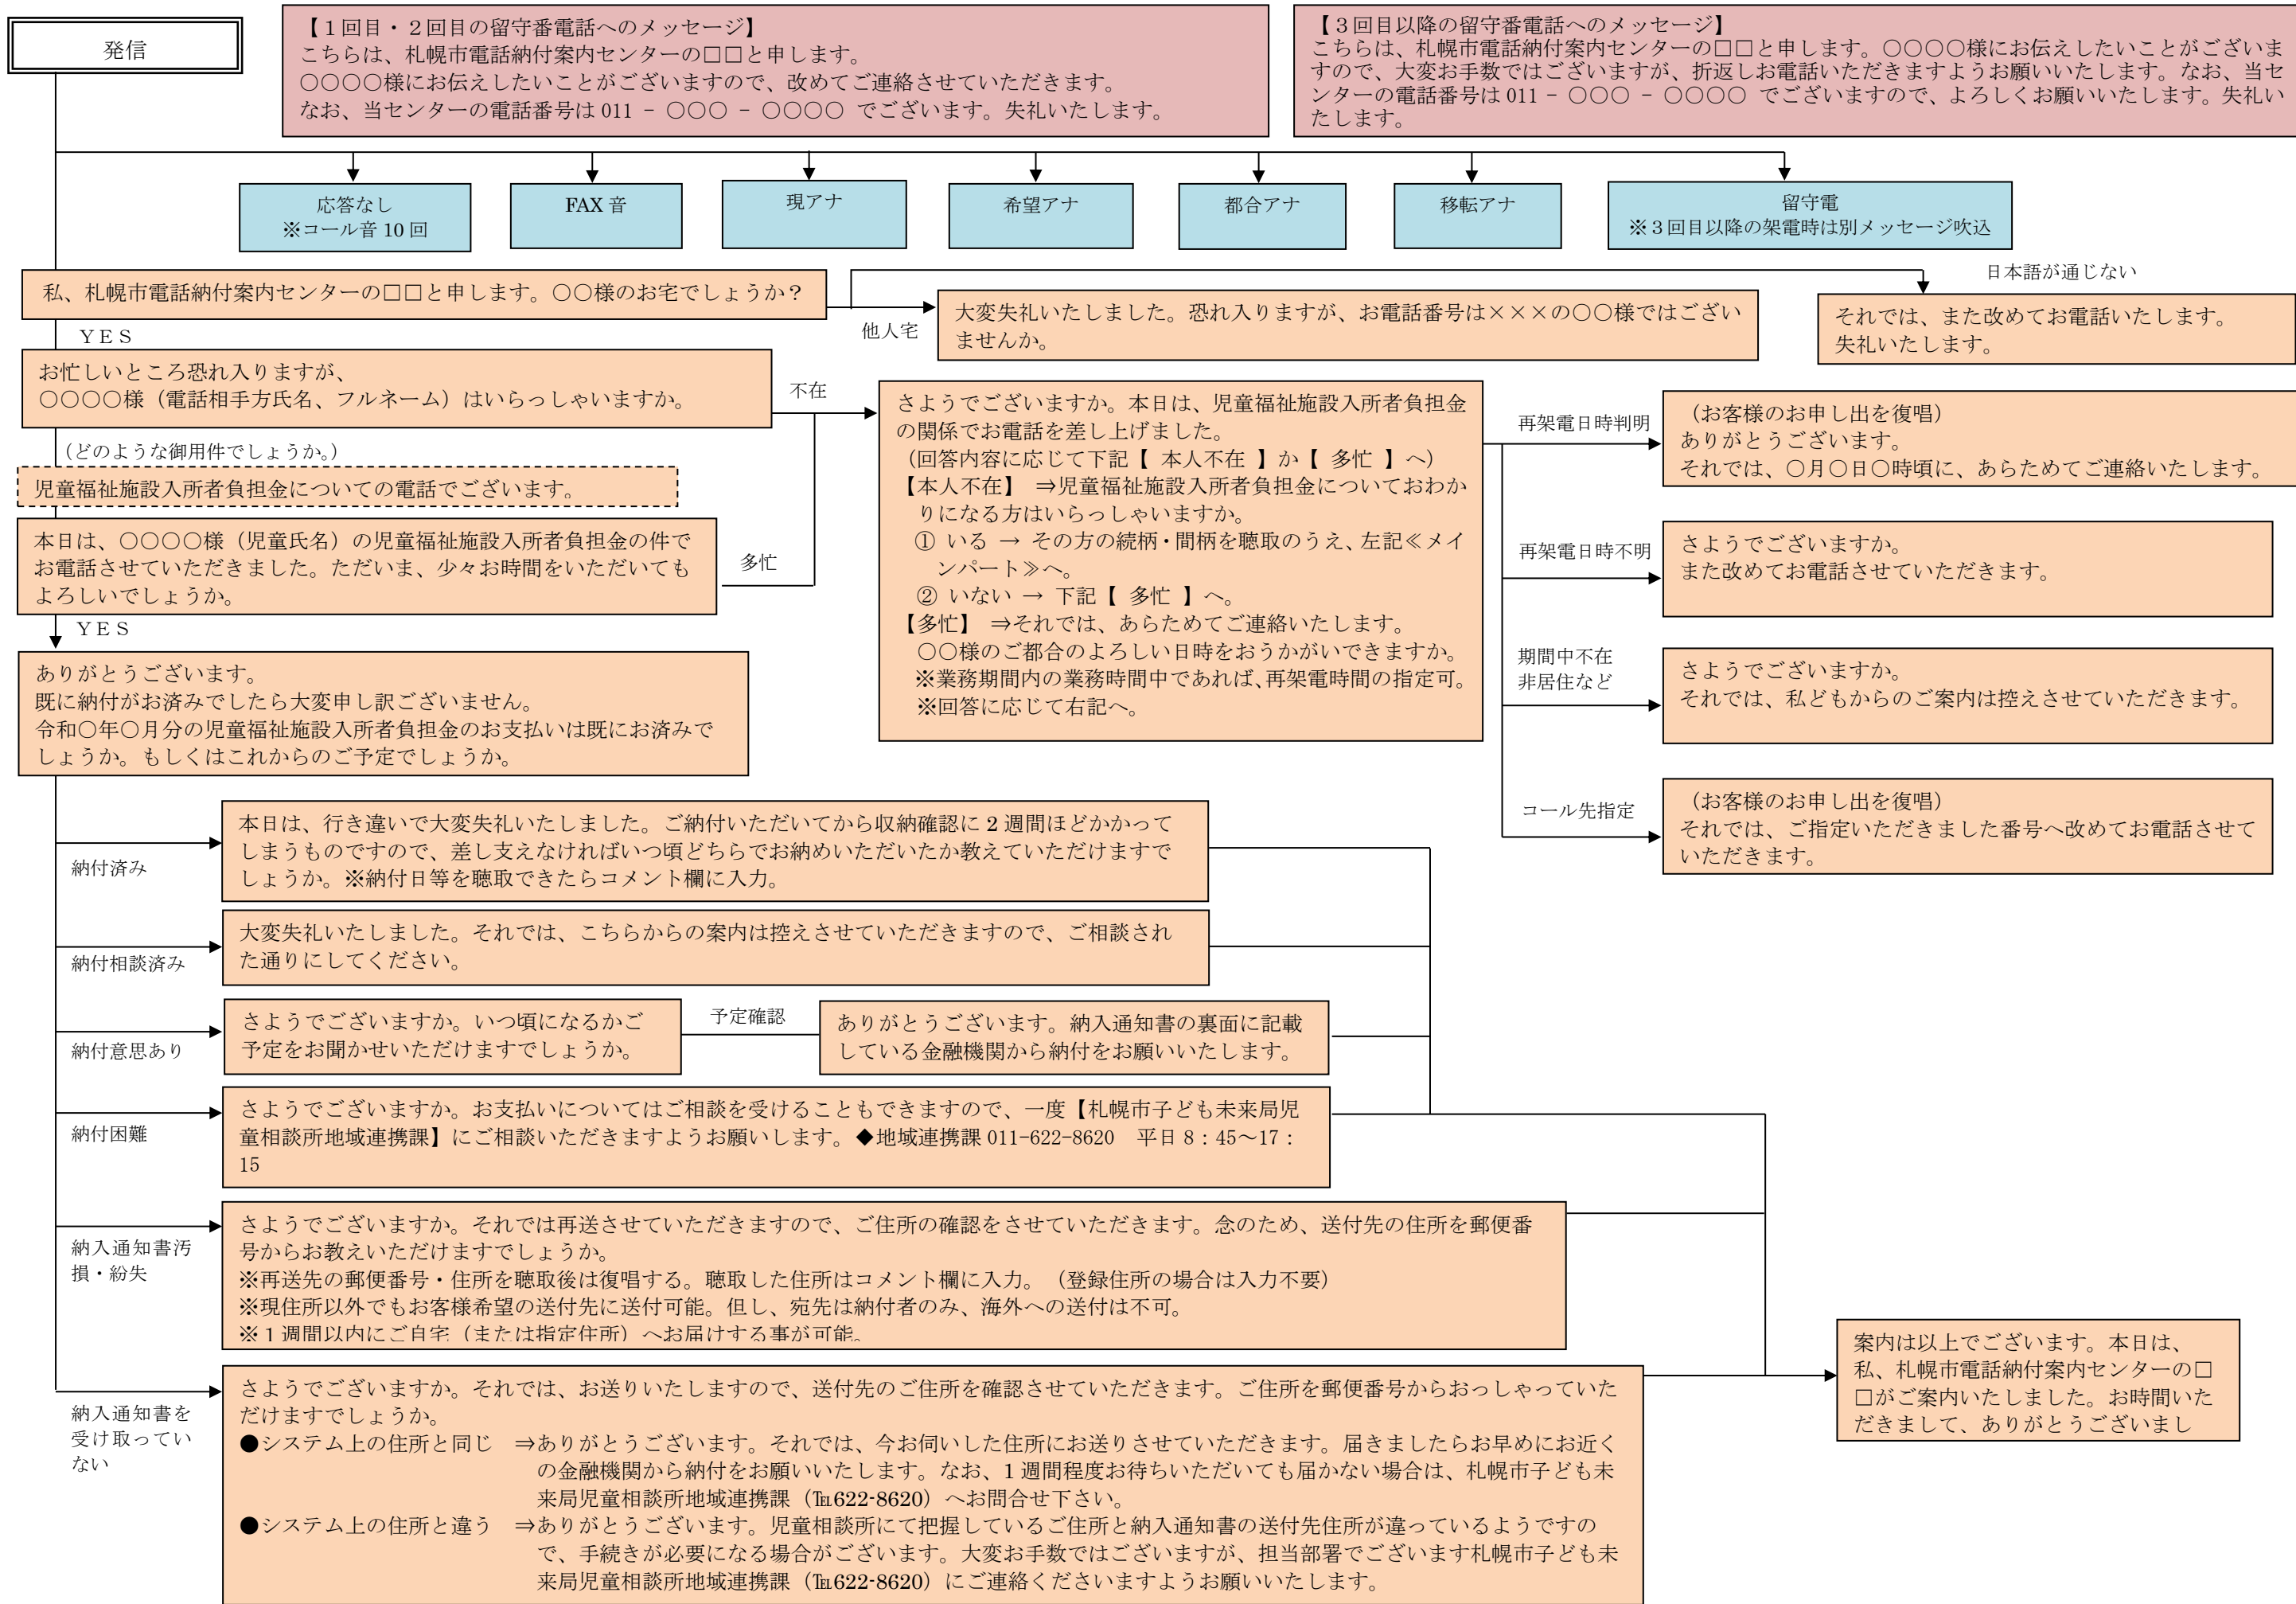 発信
【１回目・２回目の留守番電話へのメッセージ】
こちらは、札幌市電話納付案内センターの□□と申します。
○○○○様にお伝えしたいことがございますので、改めてご連絡させていただきます。
なお、当センターの電話番号は 011 － ○○○ － ○○○○ でございます。失礼いたします。
【３回目以降の留守番電話へのメッセージ】
こちらは、札幌市電話納付案内センターの□□と申します。○○○○様にお伝えしたいことがございま
すので、大変お手数ではございますが、折返しお電話いただきますようお願いいたします。なお、当セ
ンターの電話番号は 011 － ○○○ － ○○○○ でございますので、よろしくお願いいたします。失礼い
たします。
応答なし
※コール音 10 回
FAX 音
現アナ
希望アナ
都合アナ
移転アナ
留守電
※３回目以降の架電時は別メッセージ吹込
私、札幌市電話納付案内センターの□□と申します。○○様のお宅でしょうか？
ＹＥＳ
他人宅
大変失礼いたしました。恐れ入りますが、お電話番号は×××の○○様ではござい
ませんか。
日本語が通じない
それでは、また改めてお電話いたします。
失礼いたします。
お忙しいところ恐れ入りますが、
○○○○様（電話相手方氏名、フルネーム）はいらっしゃいますか。
不在
（どのような御用件でしょうか。）
児童福祉施設入所者負担金についての電話でございます。
本日は、○○○○様（児童氏名）の児童福祉施設入所者負担金の件で
お電話させていただきました。ただいま、少々お時間をいただいても
よろしいでしょうか。
多忙
ＹＥＳ
さようでございますか。本日は、児童福祉施設入所者負担金
の関係でお電話を差し上げました。
（回答内容に応じて下記【 本人不在 】か【 多忙 】へ）
【本人不在】 ⇒児童福祉施設入所者負担金についておわか
りになる方はいらっしゃいますか。
① いる → その方の続柄・間柄を聴取のうえ、左記≪メイ
ンパート≫へ。
② いない → 下記【 多忙 】へ。
【多忙】 ⇒それでは、あらためてご連絡いたします。
○○様のご都合のよろしい日時をおうかがいできますか。
※業務期間内の業務時間中であれば、再架電時間の指定可。
※回答に応じて右記へ。
再架電日時判明
（お客様のお申し出を復唱）
ありがとうございます。
それでは、○月○日○時頃に、あらためてご連絡いたします。
再架電日時不明
さようでございますか。
また改めてお電話させていただきます。
期間中不在
非居住など
さようでございますか。
それでは、私どもからのご案内は控えさせていただきます。
コール先指定
（お客様のお申し出を復唱）
それでは、ご指定いただきました番号へ改めてお電話させて
いただきます。
ありがとうございます。
既に納付がお済みでしたら大変申し訳ございません。
令和○年○月分の児童福祉施設入所者負担金のお支払いは既にお済みで
しょうか。もしくはこれからのご予定でしょうか。
納付済み
本日は、行き違いで大変失礼いたしました。ご納付いただいてから収納確認に 2 週間ほどかかって
しまうものですので、差し支えなければいつ頃どちらでお納めいただいたか教えていただけますで
しょうか。※納付日等を聴取できたらコメント欄に入力。
納付相談済み
大変失礼いたしました。それでは、こちらからの案内は控えさせていただきますので、ご相談され
た通りにしてください。
納付意思あり
さようでございますか。いつ頃になるかご
予定をお聞かせいただけますでしょうか。
予定確認
ありがとうございます。納入通知書の裏面に記載
している金融機関から納付をお願いいたします。
納付困難
さようでございますか。お支払いについてはご相談を受けることもできますので、一度【札幌市子ども未来局児
童相談所地域連携課】にご相談いただきますようお願いします。◆地域連携課 011-622-8620　平日 8：45～17：
15
納入通知書汚
損・紛失
さようでございますか。それでは再送させていただきますので、ご住所の確認をさせていただきます。念のため、送付先の住所を郵便番
号からお教えいただけますでしょうか。
※再送先の郵便番号・住所を聴取後は復唱する。聴取した住所はコメント欄に入力。（登録住所の場合は入力不要）
※現住所以外でもお客様希望の送付先に送付可能。但し、宛先は納付者のみ、海外への送付は不可。
※１週間以内にご自宅（または指定住所）へお届けする事が可能。
納入通知書を
受け取ってい
ない
さようでございますか。それでは、お送りいたしますので、送付先のご住所を確認させていただきます。ご住所を郵便番号からおっしゃっていた
だけますでしょうか。
●システム上の住所と同じ　⇒ありがとうございます。それでは、今お伺いした住所にお送りさせていただきます。届きましたらお早めにお近く
の金融機関から納付をお願いいたします。なお、1 週間程度お待ちいただいても届かない場合は、札幌市子ども未
来局児童相談所地域連携課（℡622-8620）へお問合せ下さい。
●システム上の住所と違う　⇒ありがとうございます。児童相談所にて把握しているご住所と納入通知書の送付先住所が違っているようですの
で、手続きが必要になる場合がございます。大変お手数ではございますが、担当部署でございます札幌市子ども未
来局児童相談所地域連携課（℡622-8620）にご連絡くださいますようお願いいたします。
案内は以上でございます。本日は、
私、札幌市電話納付案内センターの□
□がご案内いたしました。お時間いた
だきまして、ありがとうございまし